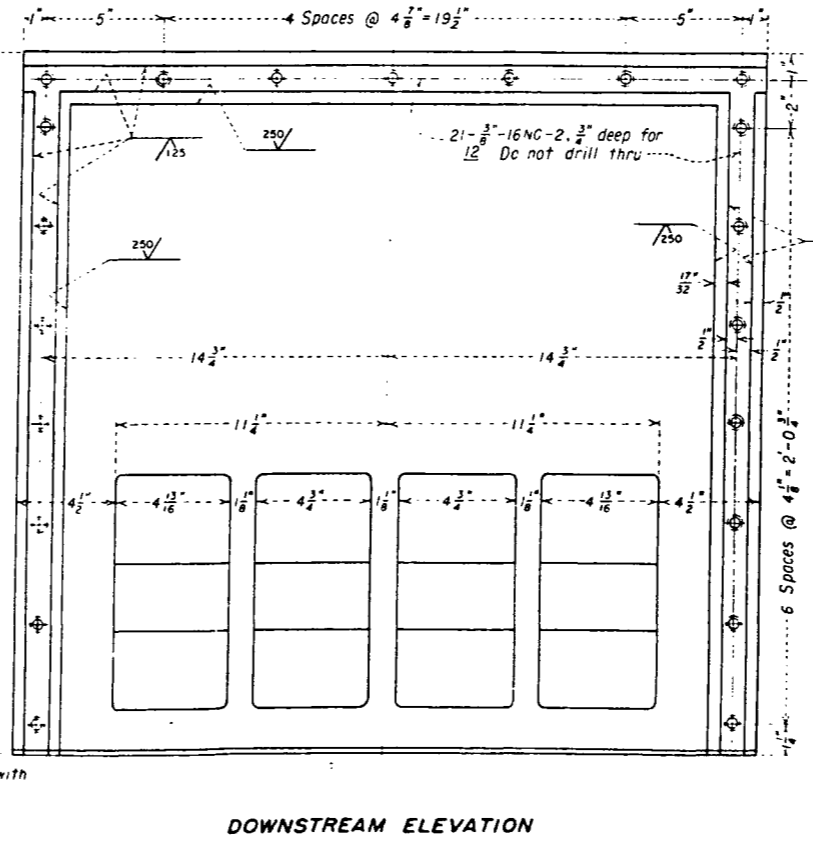 1" 5" 4 Spaces @ 4 7/8" = 19 1/2" 5" 1"
1"
2"
250/ 21-3/8"-16NC-2, 3/4" deep for
125 12 Do not drill thru
250/ 250
17/32"
1/2" 1/2" 1/2"
14 3/4" 14 3/4"
11 1/4" 11 1/4"
4 1/2" 4 13/16" 1 1/8" 4 3/4" 1 1/8" 4 3/4" 1 1/8" 4 13/16" 4 1/2"
6 Spaces @ 4 1/8" = 2'-0 3/4"
1 1/4"
with
DOWNSTREAM ELEVATION